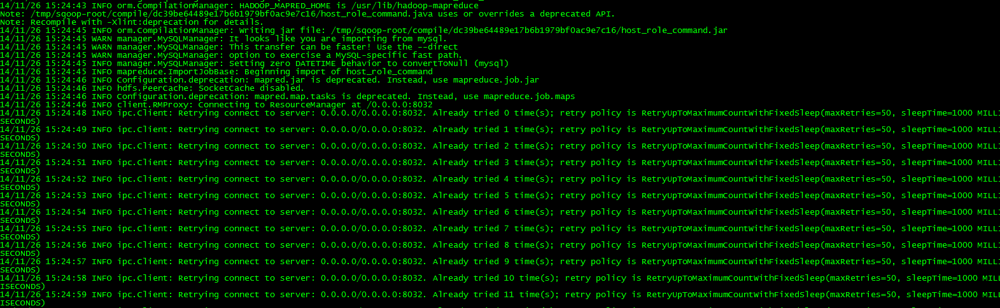 14/11/26 15:24:43 INFO orm.CompilationManager: HADOOP_MAPRED_HOME is /usr/lib/hadoop-mapreduce
Note: /tmp/sqoop-root/compile/dc39be64489e17b6b1979bf0ac9e7c16/host_role_command.java uses or overrides a deprecated API.
Note: Recompile with -Xlint:deprecation for details.
14/11/26 15:24:45 INFO orm.CompilationManager: Writing jar file: /tmp/sqoop-root/compile/dc39be64489e17b6b1979bf0ac9e7c16/host_role_command.jar
14/11/26 15:24:45 WARN manager.MySQLManager: It looks like you are importing from mysql.
14/11/26 15:24:45 WARN manager.MySQLManager: This transfer can be faster! Use the --direct
14/11/26 15:24:45 WARN manager.MySQLManager: option to exercise a MySQL-specific fast path.
14/11/26 15:24:45 INFO manager.MySQLManager: Setting zero DATETIME behavior to convertToNull (mysql)
14/11/26 15:24:45 INFO mapreduce.ImportJobBase: Beginning import of host_role_command
14/11/26 15:24:46 INFO Configuration.deprecation: mapred.jar is deprecated. Instead, use mapreduce.job.jar
14/11/26 15:24:46 INFO hdfs.PeerCache: SocketCache disabled.
14/11/26 15:24:46 INFO Configuration.deprecation: mapred.map.tasks is deprecated. Instead, use mapreduce.job.maps
14/11/26 15:24:46 INFO client.RMProxy: Connecting to ResourceManager at /0.0.0.0:8032
14/11/26 15:24:48 INFO ipc.Client: Retrying connect to server: 0.0.0.0/0.0.0.0:8032. Already tried 0 time(s); retry policy is RetryUpToMaximumCountWithFixedSleep(maxRetries=50, sleepTime=1000 MILLI
SECONDS)
14/11/26 15:24:49 INFO ipc.Client: Retrying connect to server: 0.0.0.0/0.0.0.0:8032. Already tried 1 time(s); retry policy is RetryUpToMaximumCountWithFixedSleep(maxRetries=50, sleepTime=1000 MILLI
SECONDS)
14/11/26 15:24:50 INFO ipc.Client: Retrying connect to server: 0.0.0.0/0.0.0.0:8032. Already tried 2 time(s); retry policy is RetryUpToMaximumCountWithFixedSleep(maxRetries=50, sleepTime=1000 MILLI
SECONDS)
14/11/26 15:24:51 INFO ipc.Client: Retrying connect to server: 0.0.0.0/0.0.0.0:8032. Already tried 3 time(s); retry policy is RetryUpToMaximumCountWithFixedSleep(maxRetries=50, sleepTime=1000 MILLI
SECONDS)
14/11/26 15:24:52 INFO ipc.Client: Retrying connect to server: 0.0.0.0/0.0.0.0:8032. Already tried 4 time(s); retry policy is RetryUpToMaximumCountWithFixedSleep(maxRetries=50, sleepTime=1000 MILLI
SECONDS)
14/11/26 15:24:53 INFO ipc.Client: Retrying connect to server: 0.0.0.0/0.0.0.0:8032. Already tried 5 time(s); retry policy is RetryUpToMaximumCountWithFixedSleep(maxRetries=50, sleepTime=1000 MILLI
SECONDS)
14/11/26 15:24:54 INFO ipc.Client: Retrying connect to server: 0.0.0.0/0.0.0.0:8032. Already tried 6 time(s); retry policy is RetryUpToMaximumCountWithFixedSleep(maxRetries=50, sleepTime=1000 MILLI
SECONDS)
14/11/26 15:24:55 INFO ipc.Client: Retrying connect to server: 0.0.0.0/0.0.0.0:8032. Already tried 7 time(s); retry policy is RetryUpToMaximumCountWithFixedSleep(maxRetries=50, sleepTime=1000 MILLI
SECONDS)
14/11/26 15:24:56 INFO ipc.Client: Retrying connect to server: 0.0.0.0/0.0.0.0:8032. Already tried 8 time(s); retry policy is RetryUpToMaximumCountWithFixedSleep(maxRetries=50, sleepTime=1000 MILLI
SECONDS)
14/11/26 15:24:57 INFO ipc.Client: Retrying connect to server: 0.0.0.0/0.0.0.0:8032. Already tried 9 time(s); retry policy is RetryUpToMaximumCountWithFixedSleep(maxRetries=50, sleepTime=1000 MILLI
SECONDS)
14/11/26 15:24:58 INFO ipc.Client: Retrying connect to server: 0.0.0.0/0.0.0.0:8032. Already tried 10 time(s); retry policy is RetryUpToMaximumCountWithFixedSleep(maxRetries=50, sleepTime=1000 MILL
ISECONDS)
14/11/26 15:24:59 INFO ipc.Client: Retrying connect to server: 0.0.0.0/0.0.0.0:8032. Already tried 11 time(s); retry policy is RetryUpToMaximumCountWithFixedSleep(maxRetries=50, sleepTime=1000 MILL
ISECONDS)